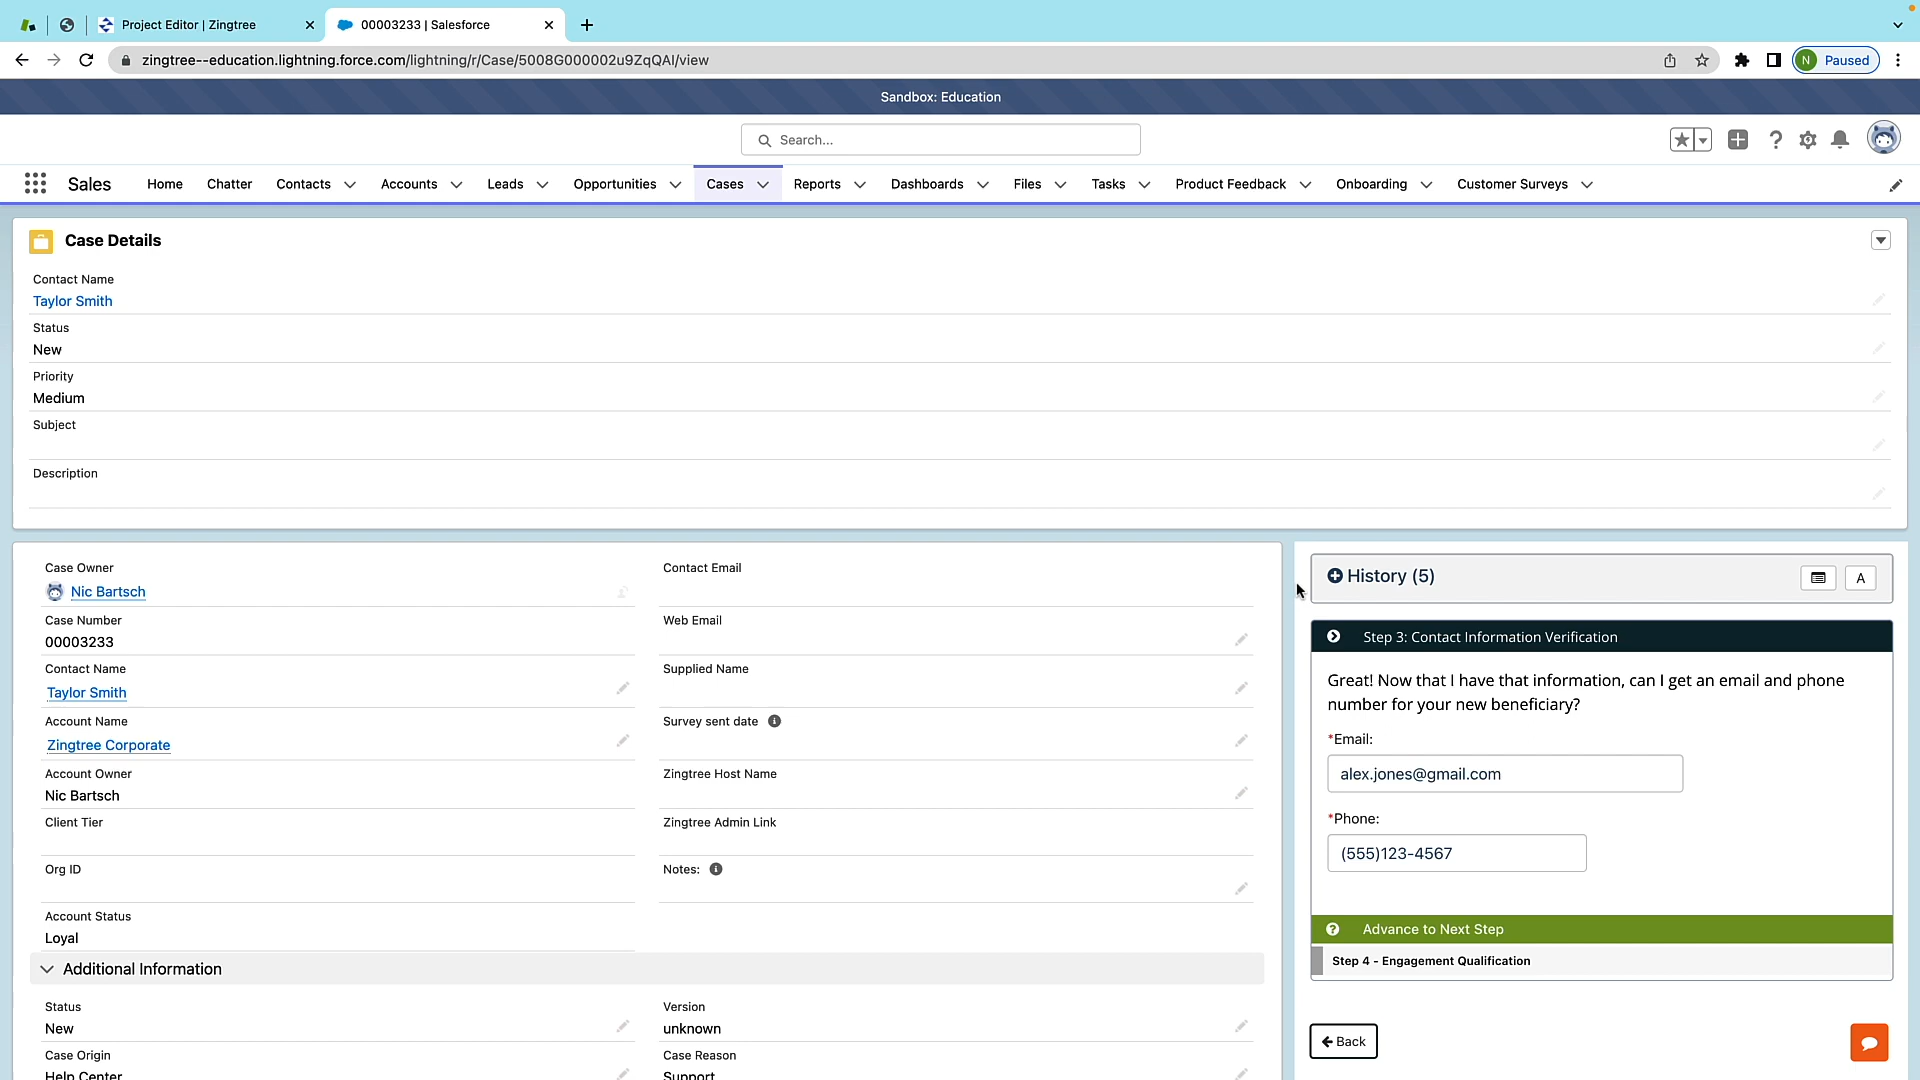 Project Editor | Zingtree
00003233 | Salesforce
zingtree--education.lightning.force.com/lightning/r/Case/5008G000002u9ZqQAI/view
N Paused
Sandbox: Education
Search...
Sales Home Chatter Contacts Accounts Leads Opportunities Cases Reports Dashboards Files Tasks Product Feedback Onboarding Customer Surveys
Case Details
Contact Name
Taylor Smith
Status
New
Priority
Medium
Subject
Description
Case Owner
Nic Bartsch
Case Number
00003233
Contact Name
Taylor Smith
Account Name
Zingtree Corporate
Account Owner
Nic Bartsch
Client Tier
Org ID
Account Status
Loyal
Contact Email
Web Email
Supplied Name
Survey sent date
Zingtree Host Name
Zingtree Admin Link
Notes:
Additional Information
Status
New
Case Origin
Help Center
Version
unknown
Case Reason
Support
History (5)
A
Step 3: Contact Information Verification
Great! Now that I have that information, can I get an email and phone
number for your new beneficiary?
*Email:
alex.jones@gmail.com
*Phone:
(555)123-4567
Advance to Next Step
Step 4 - Engagement Qualification
Back